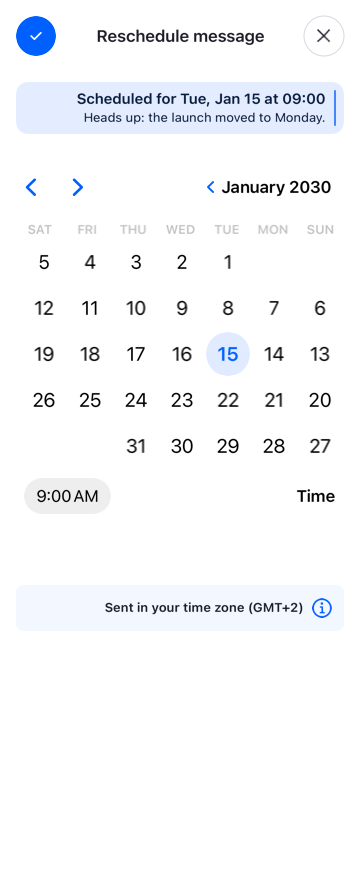 Reschedule message
Scheduled for Tue, Jan 15 at 09:00
Heads up: the launch moved to Monday.
January 2030
SUN MON TUE WED THU FRI SAT
1 2 3 4 5
6 7 8 9 10 11 12
13 14 15 16 17 18 19
20 21 22 23 24 25 26
27 28 29 30 31
Time 9:00 AM
Sent in your time zone (GMT+2)